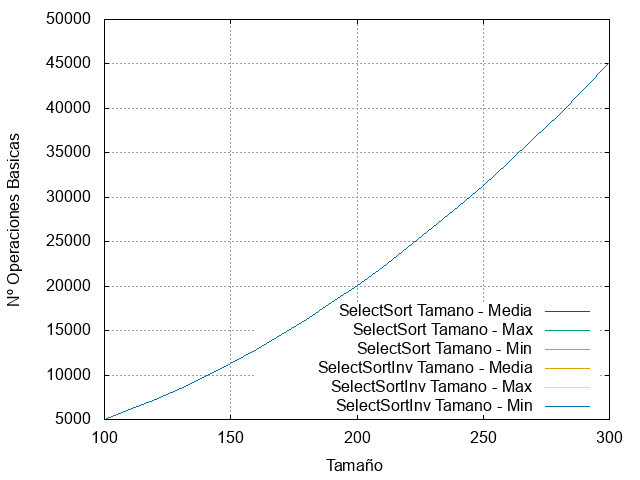 50000
45000
40000
35000
30000
25000
20000
15000
10000
5000
Nº Operaciones Basicas
SelectSort Tamano - Media
SelectSort Tamano - Max
SelectSort Tamano - Min
SelectSortInv Tamano - Media
SelectSortInv Tamano - Max
SelectSortInv Tamano - Min
100 150 200 250 300
Tamaño